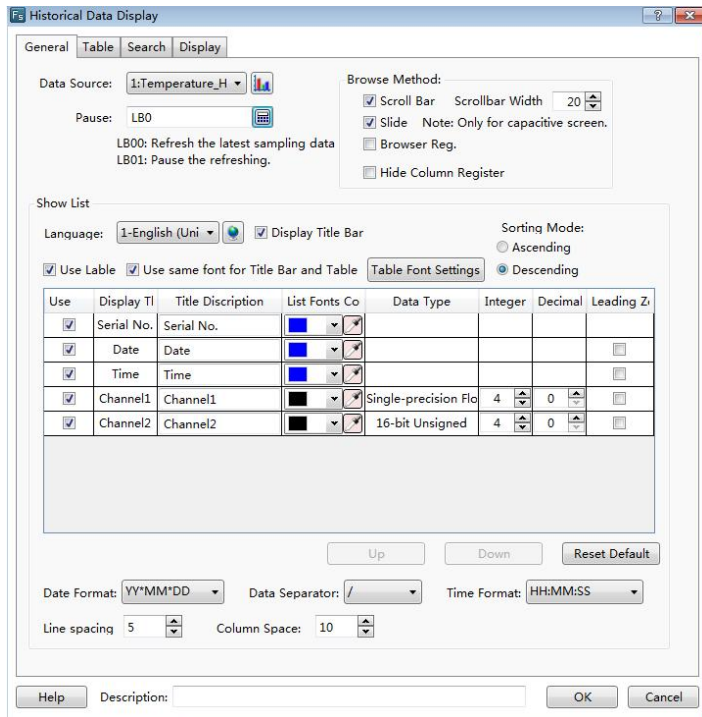 Fs Historical Data Display ?
General Table Search Display
Data Source: 1:Temperature_H
Pause: LB0
LB00: Refresh the latest sampling data
LB01: Pause the refreshing.
Browse Method:
Scroll Bar Scrollbar Width 20
Slide Note: Only for capacitive screen.
Browser Reg.
Hide Column Register
Show List
Language: 1-English (Uni Display Title Bar
Sorting Mode:
Ascending
Use Lable Use same font for Title Bar and Table Table Font Settings Descending
Use Display Tl Title Discription List Fonts Co Data Type Integer Decimal Leading Z
Serial No. Serial No.
Date Date
Time Time
Channel1 Channel1 Single-precision Flo 4 0
Channel2 Channel2 16-bit Unsigned 4 0
Up Down Reset Default
Date Format: YY*MM*DD Data Separator: / Time Format: HH:MM:SS
Line spacing 5 Column Space: 10
Help Description: OK Cancel